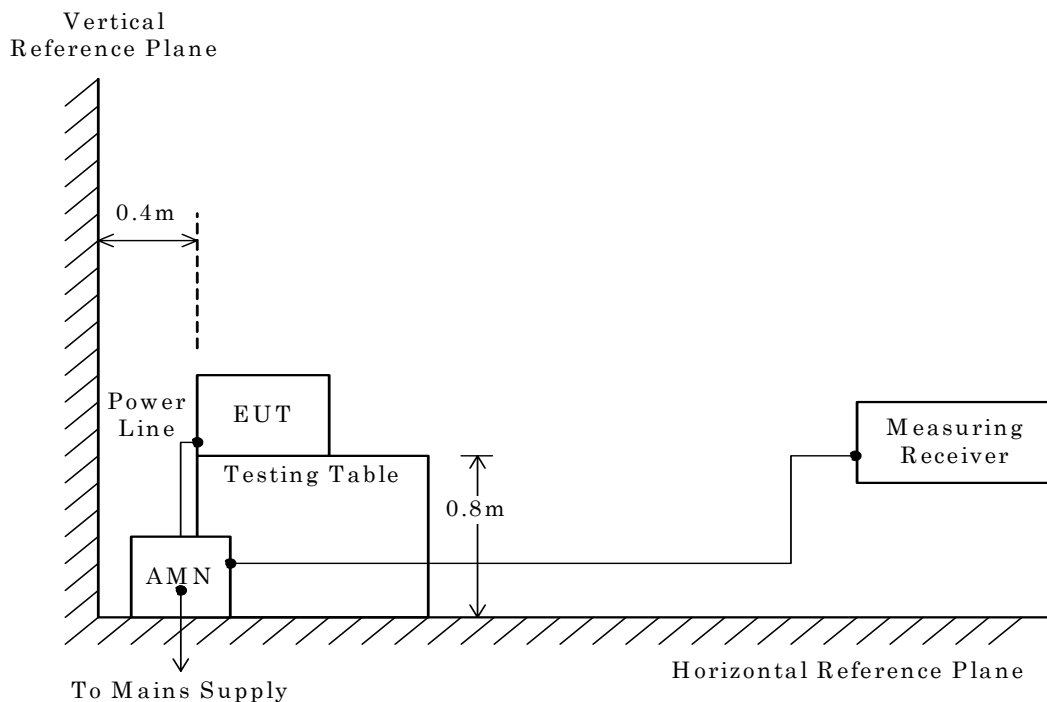 Vertical
Reference Plane
0.4m
Power
Line
EUT
Measuring
Receiver
Testing Table
0.8m
AMN
Horizontal Reference Plane
To Mains Supply